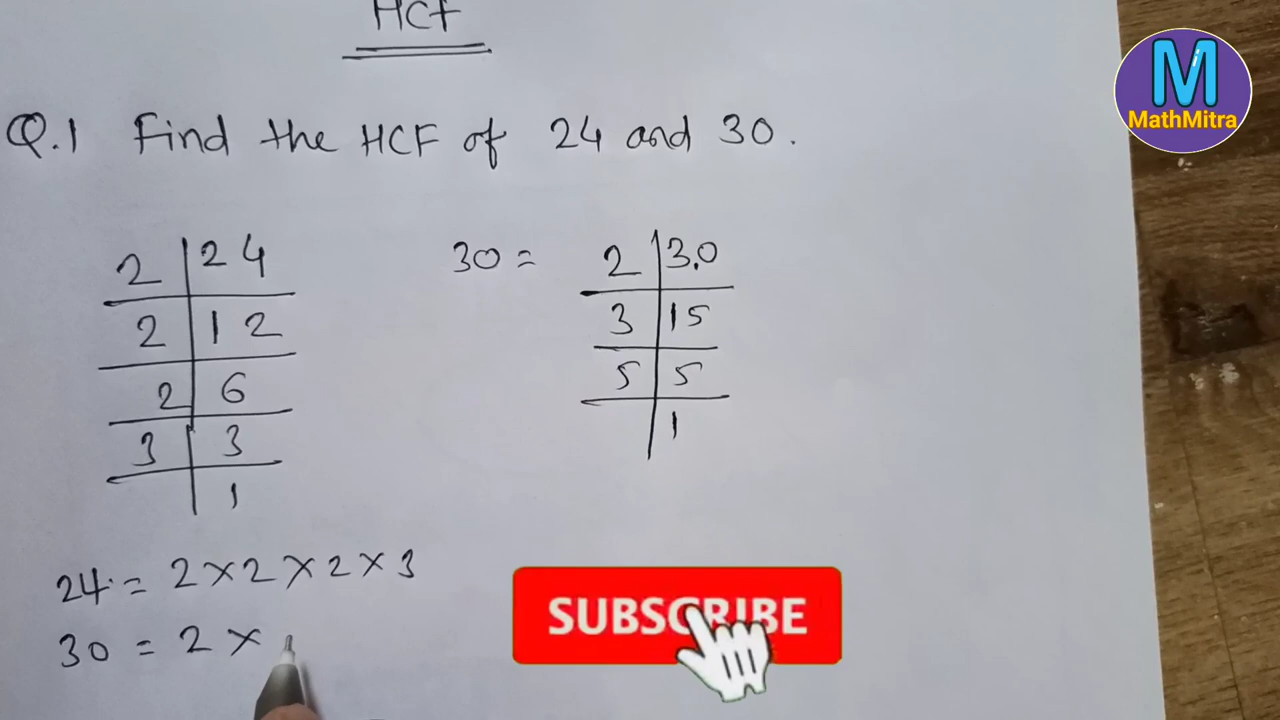 HCF
M
MathMitra
Q.1 Find the HCF of 24 and 30.
2 24
2 12
2 6
3 3
1
30 =
2 30
3 15
5 5
1
24 = 2 × 2 × 2 × 3
30 = 2 ×
SUBSCRIBE